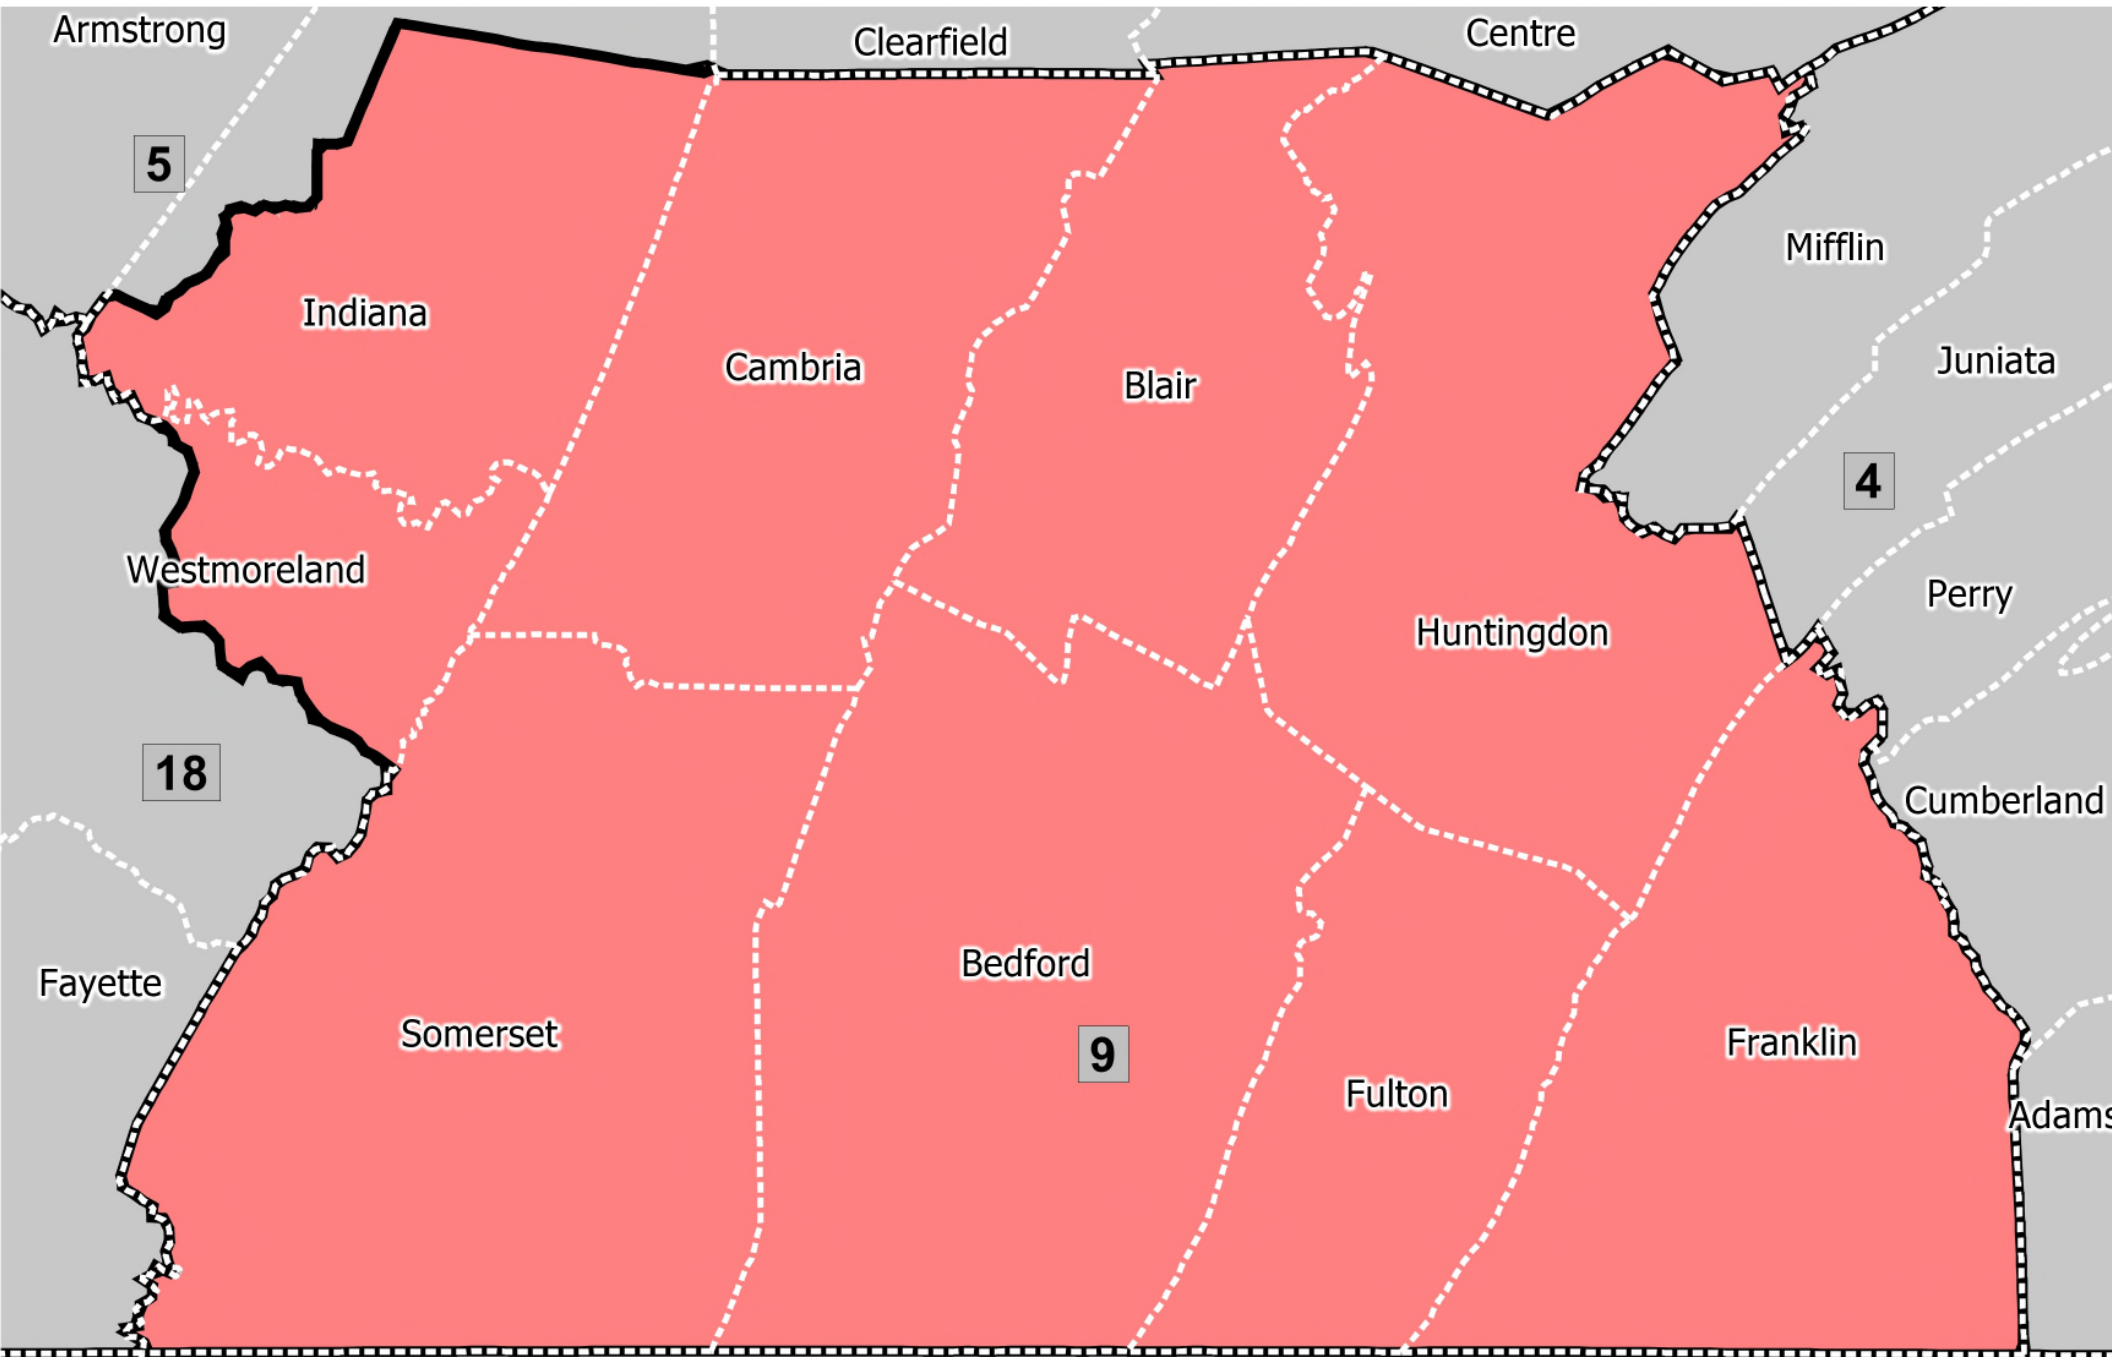 Armstrong
Clearfield
Centre
5
Mifflin
Indiana
Cambria
Blair
Juniata
4
Westmoreland
Perry
Huntingdon
18
Cumberland
Fayette
Bedford
Somerset
9
Franklin
Fulton
Adams